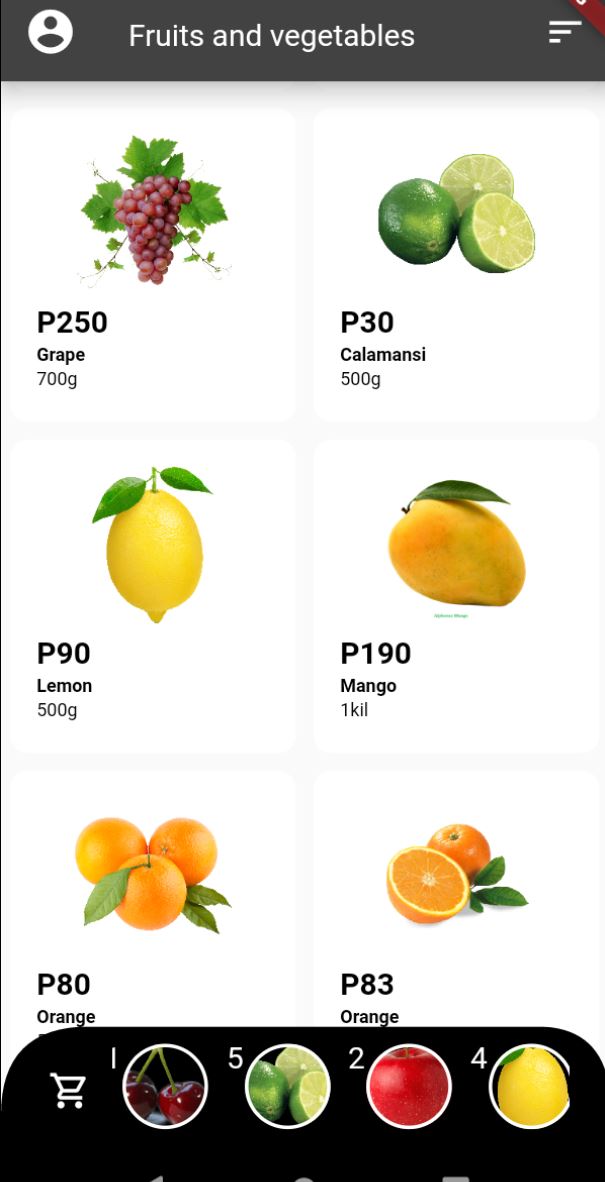 Fruits and vegetables
P250
Grape
700g
P30
Calamansi
500g
P90
Lemon
500g
P190
Mango
1kil
P80
Orange
P83
Orange
5
2
4